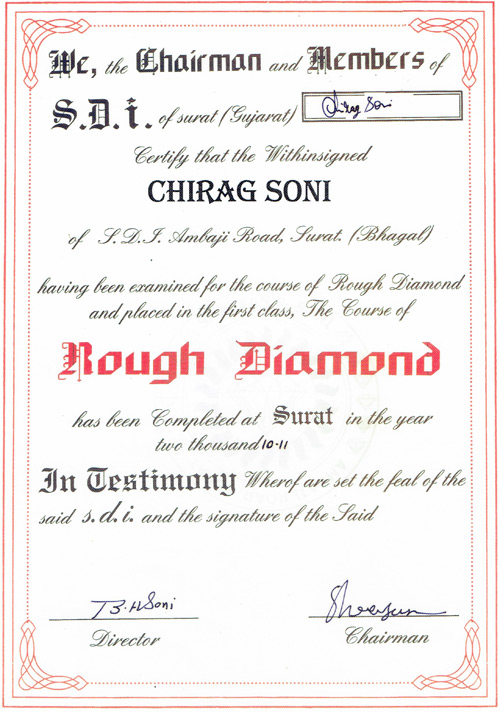 We, the Chairman and Members of
S.D.i. of surat (Gujarat) Chirag Soni
Certify that the Withinsigned
CHIRAG SONI
of S.D.I. Ambaji Road, Surat. (Bhagal)
having been examined for the course of Rough Diamond
and placed in the first class, The Course of
Rough Diamond
has been Completed at Surat in the year
two thousand 10-11
In Testimony Wherof are set the feal of the
said s.d.i. and the signature of the Said
B.H Soni
Director
Chairman